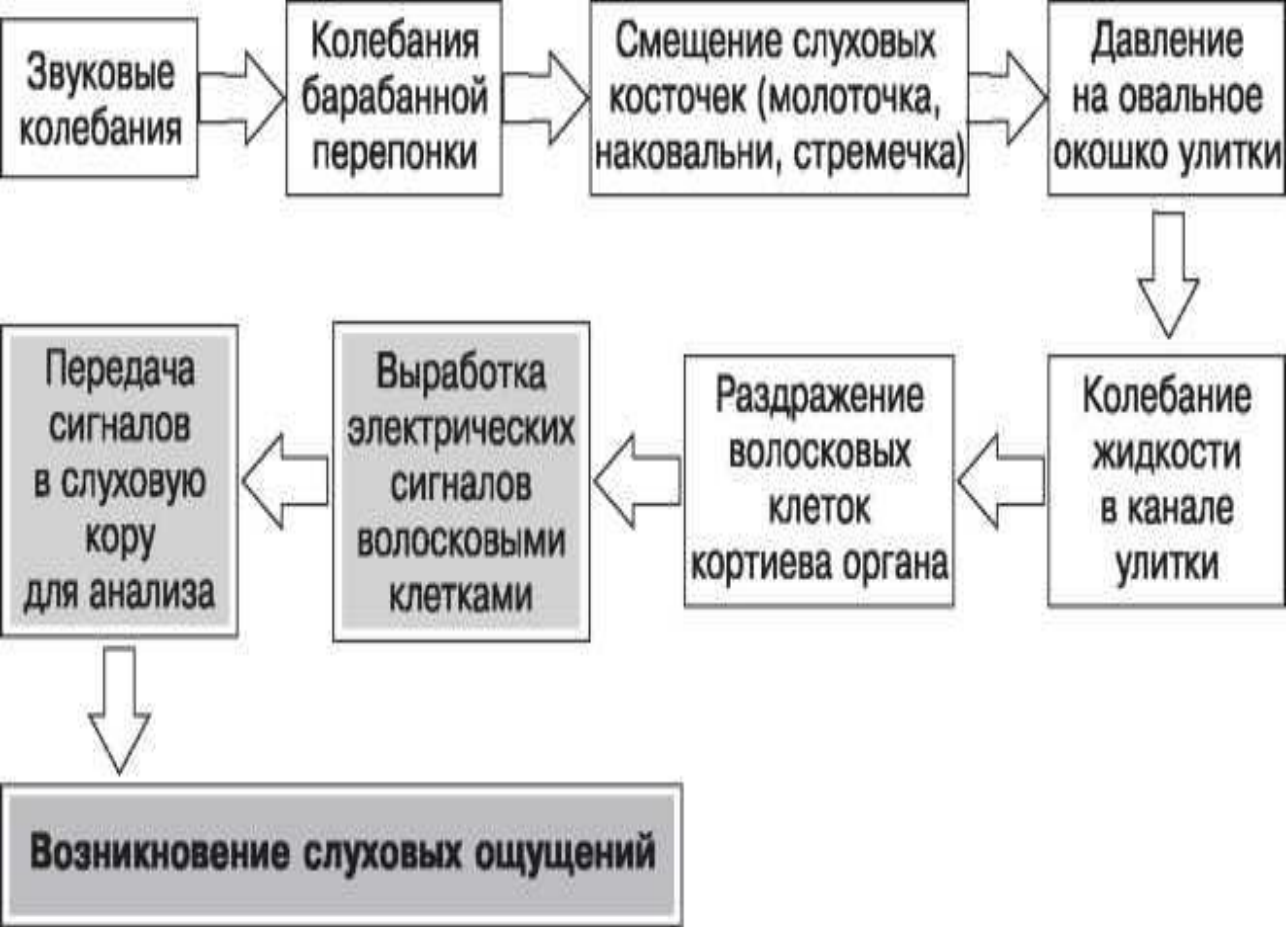 Звуковые
колебания
Колебания
барабанной
перепонки
Смещение слуховых
косточек (молоточка,
наковальни, стремечка)
Давление
на овальное
окошко улитки
Колебание
жидкости
в канале
улитки
Раздражение
волосковых
клеток
кортиева органа
Выработка
электрических
сигналов
волосковыми
клетками
Передача
сигналов
в слуховую
кору
для анализа
Возникновение слуховых ощущений